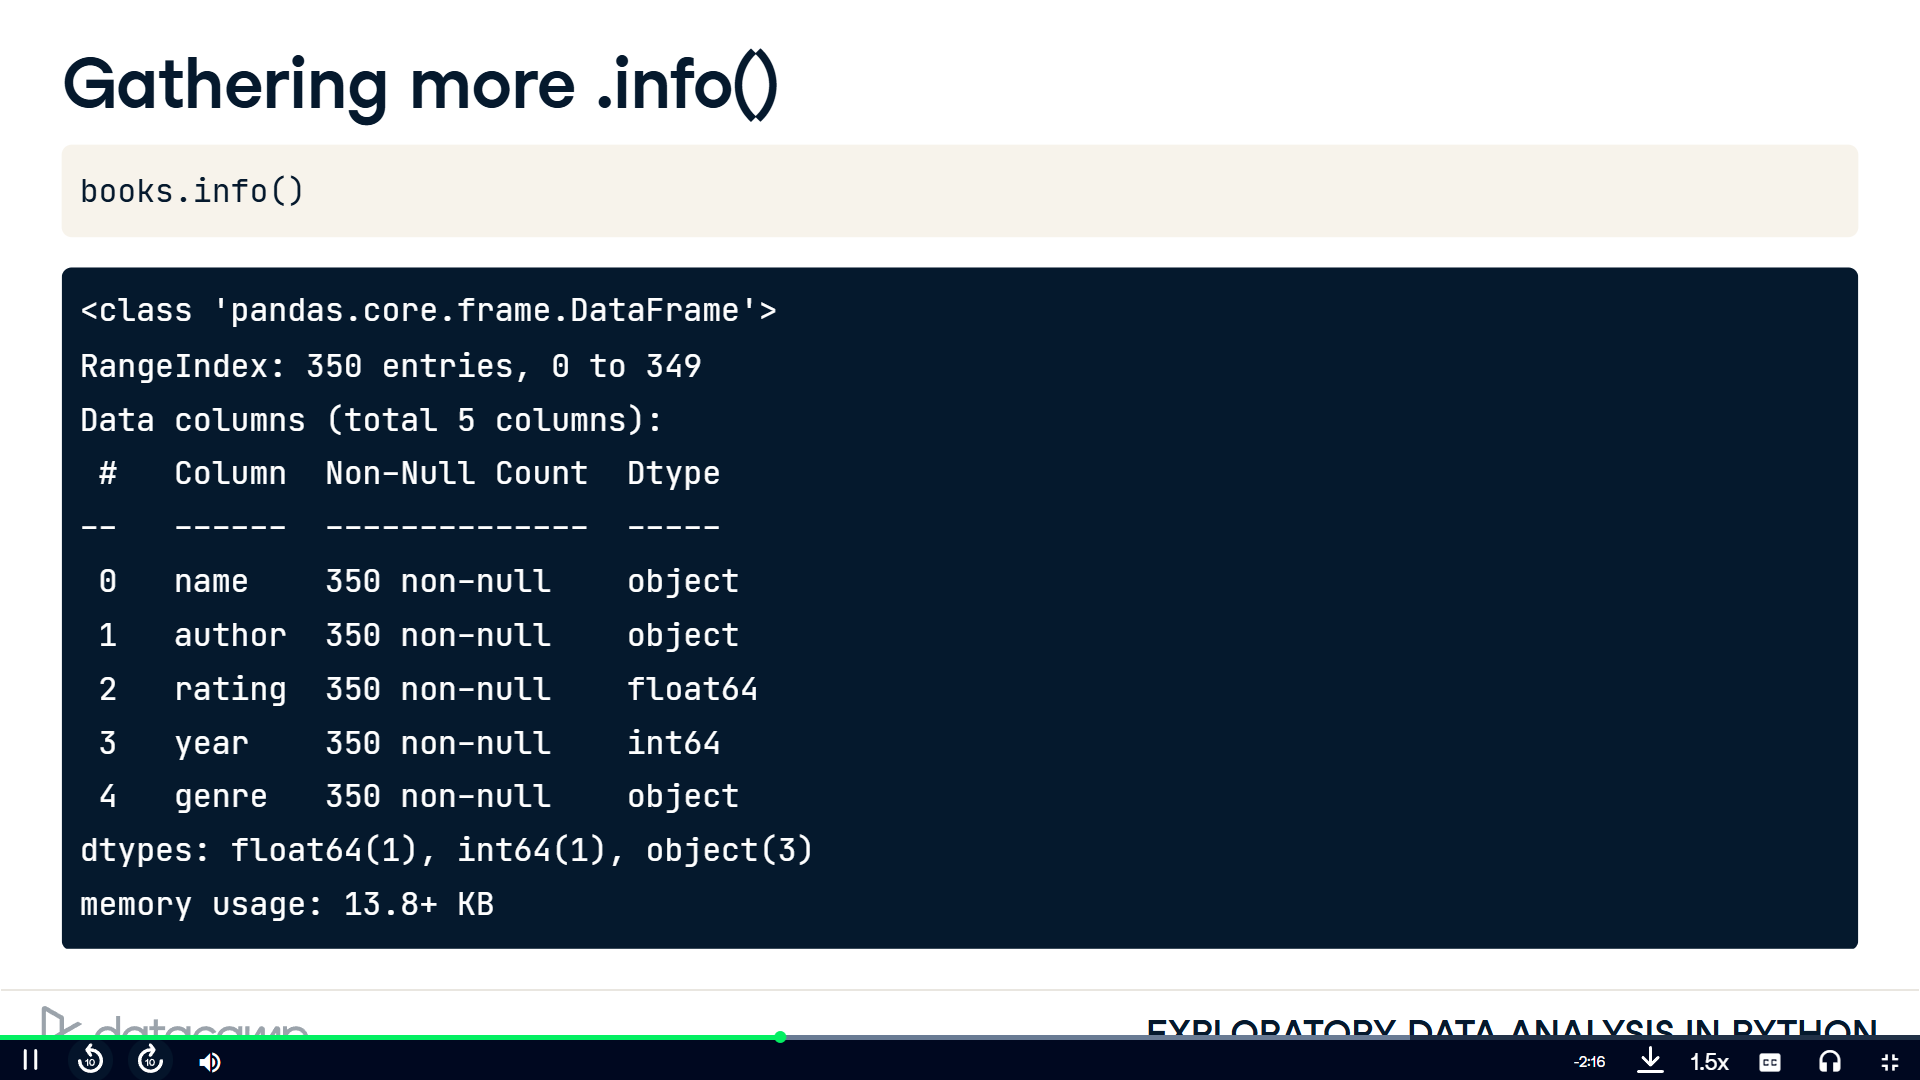 Gathering more .info()
books.info()
<class 'pandas.core.frame.DataFrame'>
RangeIndex: 350 entries, 0 to 349
Data columns (total 5 columns):
 #   Column  Non-Null Count  Dtype
--   ------  --------------  -----
 0   name    350 non-null    object
 1   author  350 non-null    object
 2   rating  350 non-null    float64
 3   year    350 non-null    int64
 4   genre   350 non-null    object
dtypes: float64(1), int64(1), object(3)
memory usage: 13.8+ KB
datacamp
EXPLORATORY DATA ANALYSIS IN PYTHON
10 10 -2:16 1.5x CC